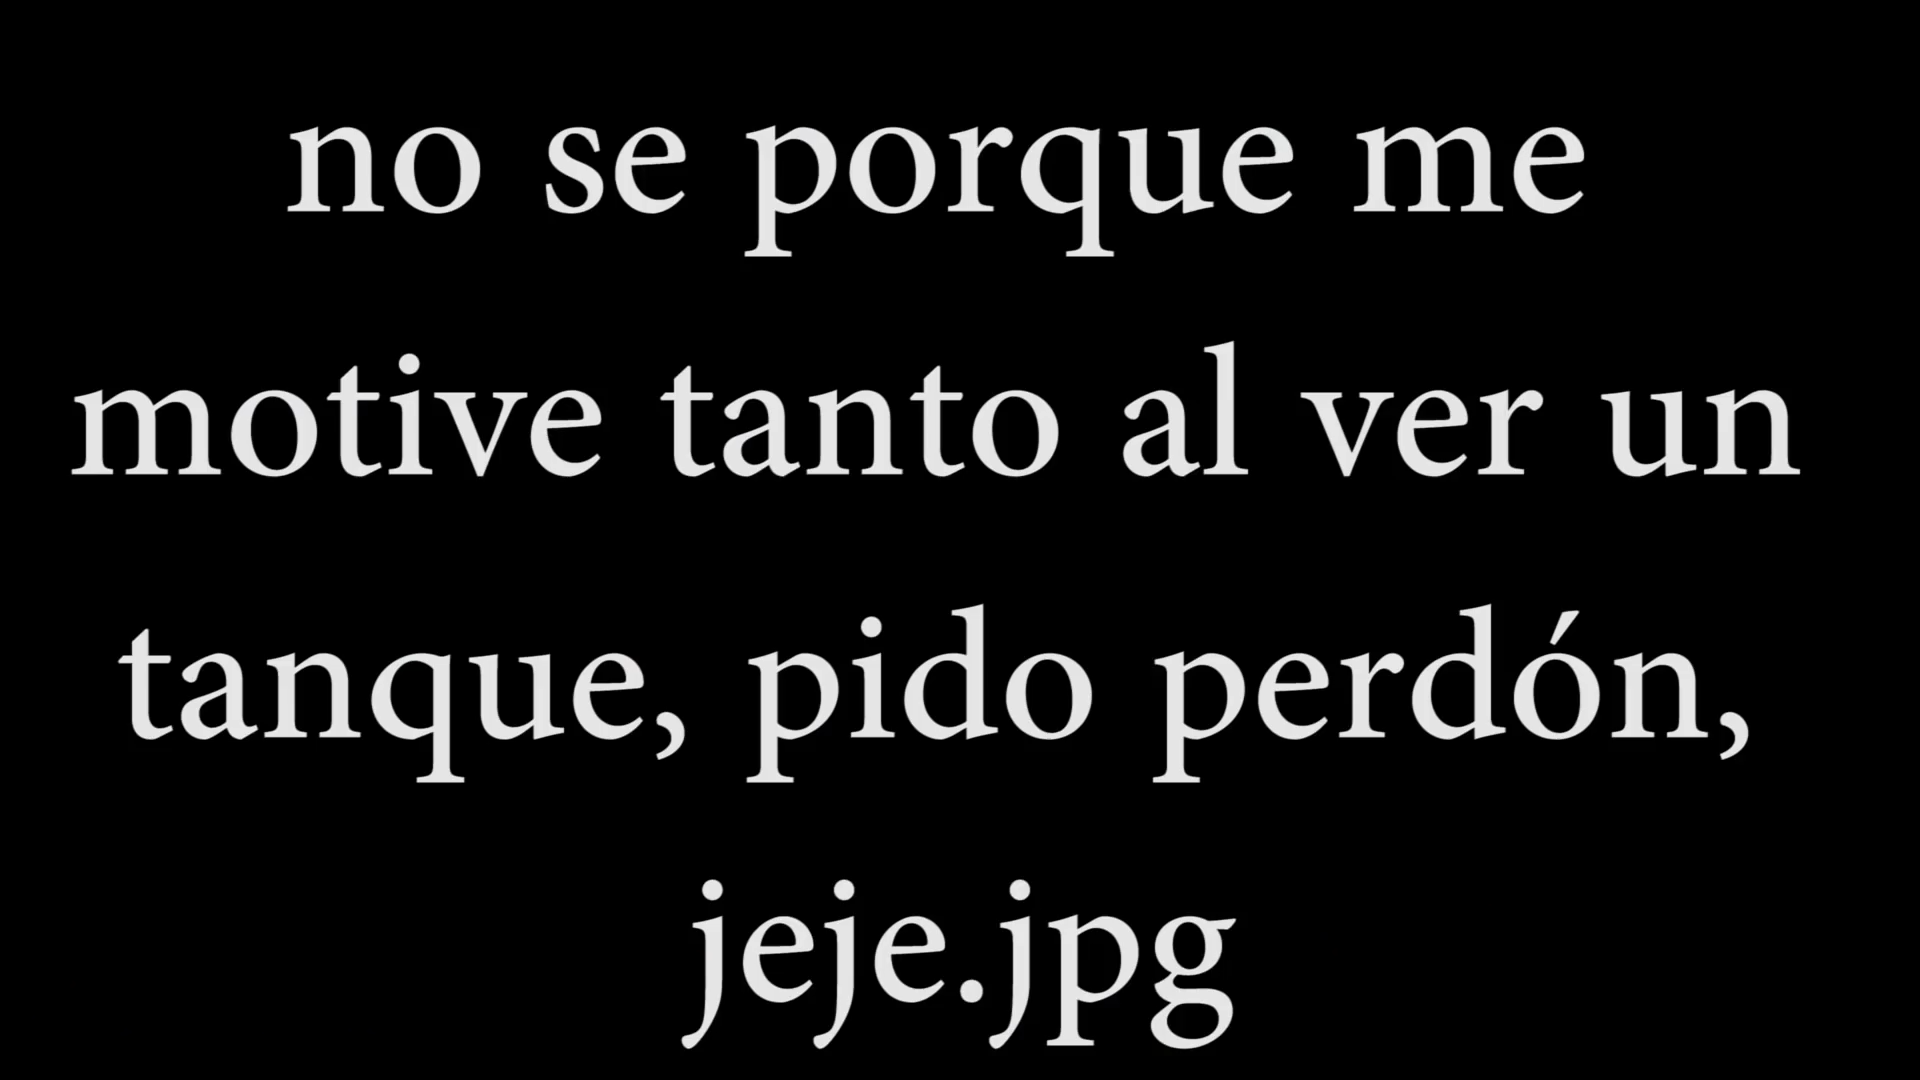 no se porque me
motive tanto al ver un
tanque, pido perdón,
jeje.jpg